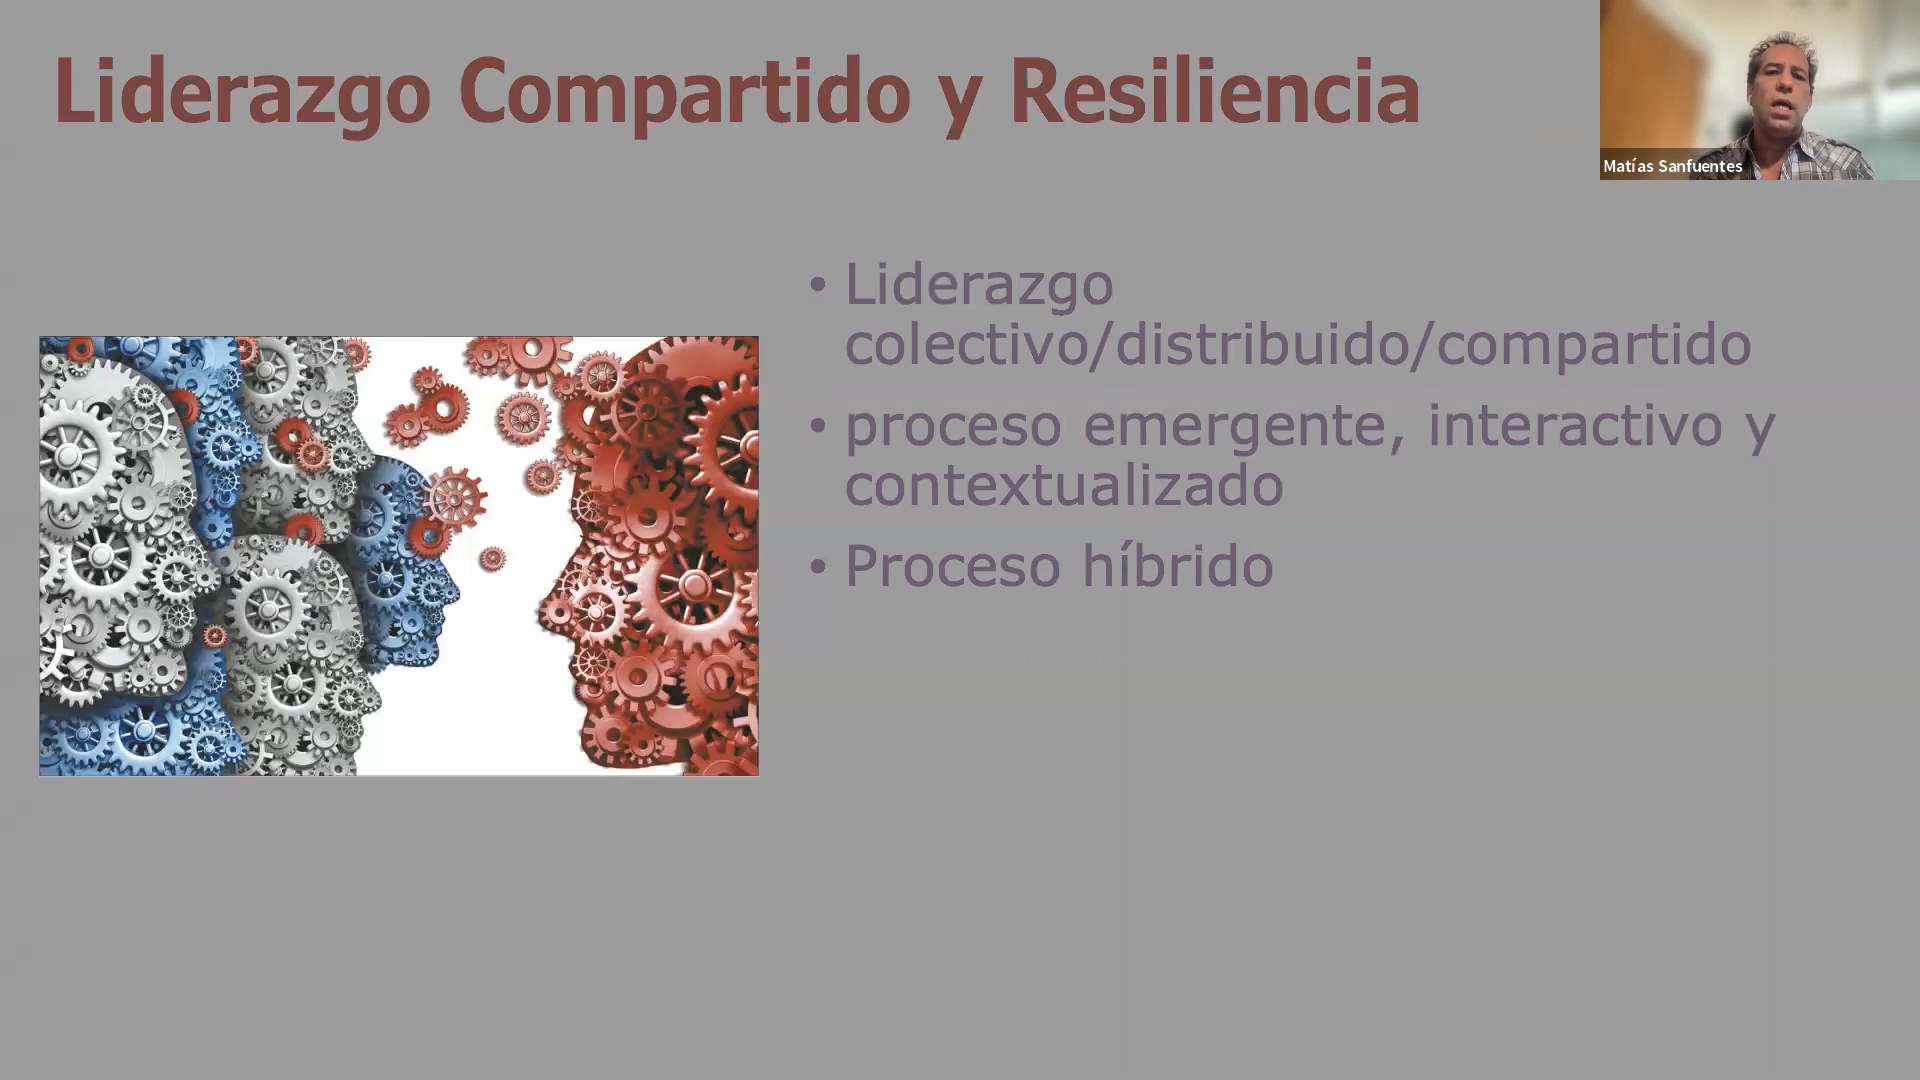 Liderazgo Compartido y Resiliencia
Matías Sanfuentes
• Liderazgo
colectivo/distribuido/compartido
• proceso emergente, interactivo y
contextualizado
• Proceso híbrido